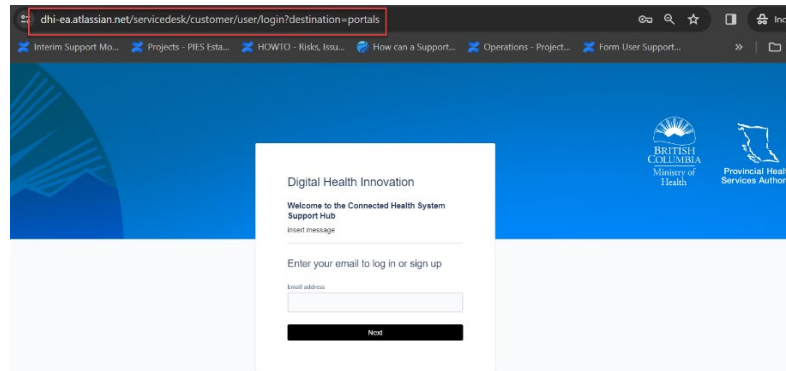 dhi-ea.atlassian.net/servicedesk/customer/user/login?destination=portals
Inc
Interim Support Mo... Projects - PIES Esta... HOWTO - Risks, Issu... How can a Support... Operations - Project... Form User Support... »
BRITISH
COLUMBIA
Ministry of
Health
Provincial Heal
Services Author
Digital Health Innovation
Welcome to the Connected Health System
Support Hub
Insert message
Enter your email to log in or sign up
Email address
Next